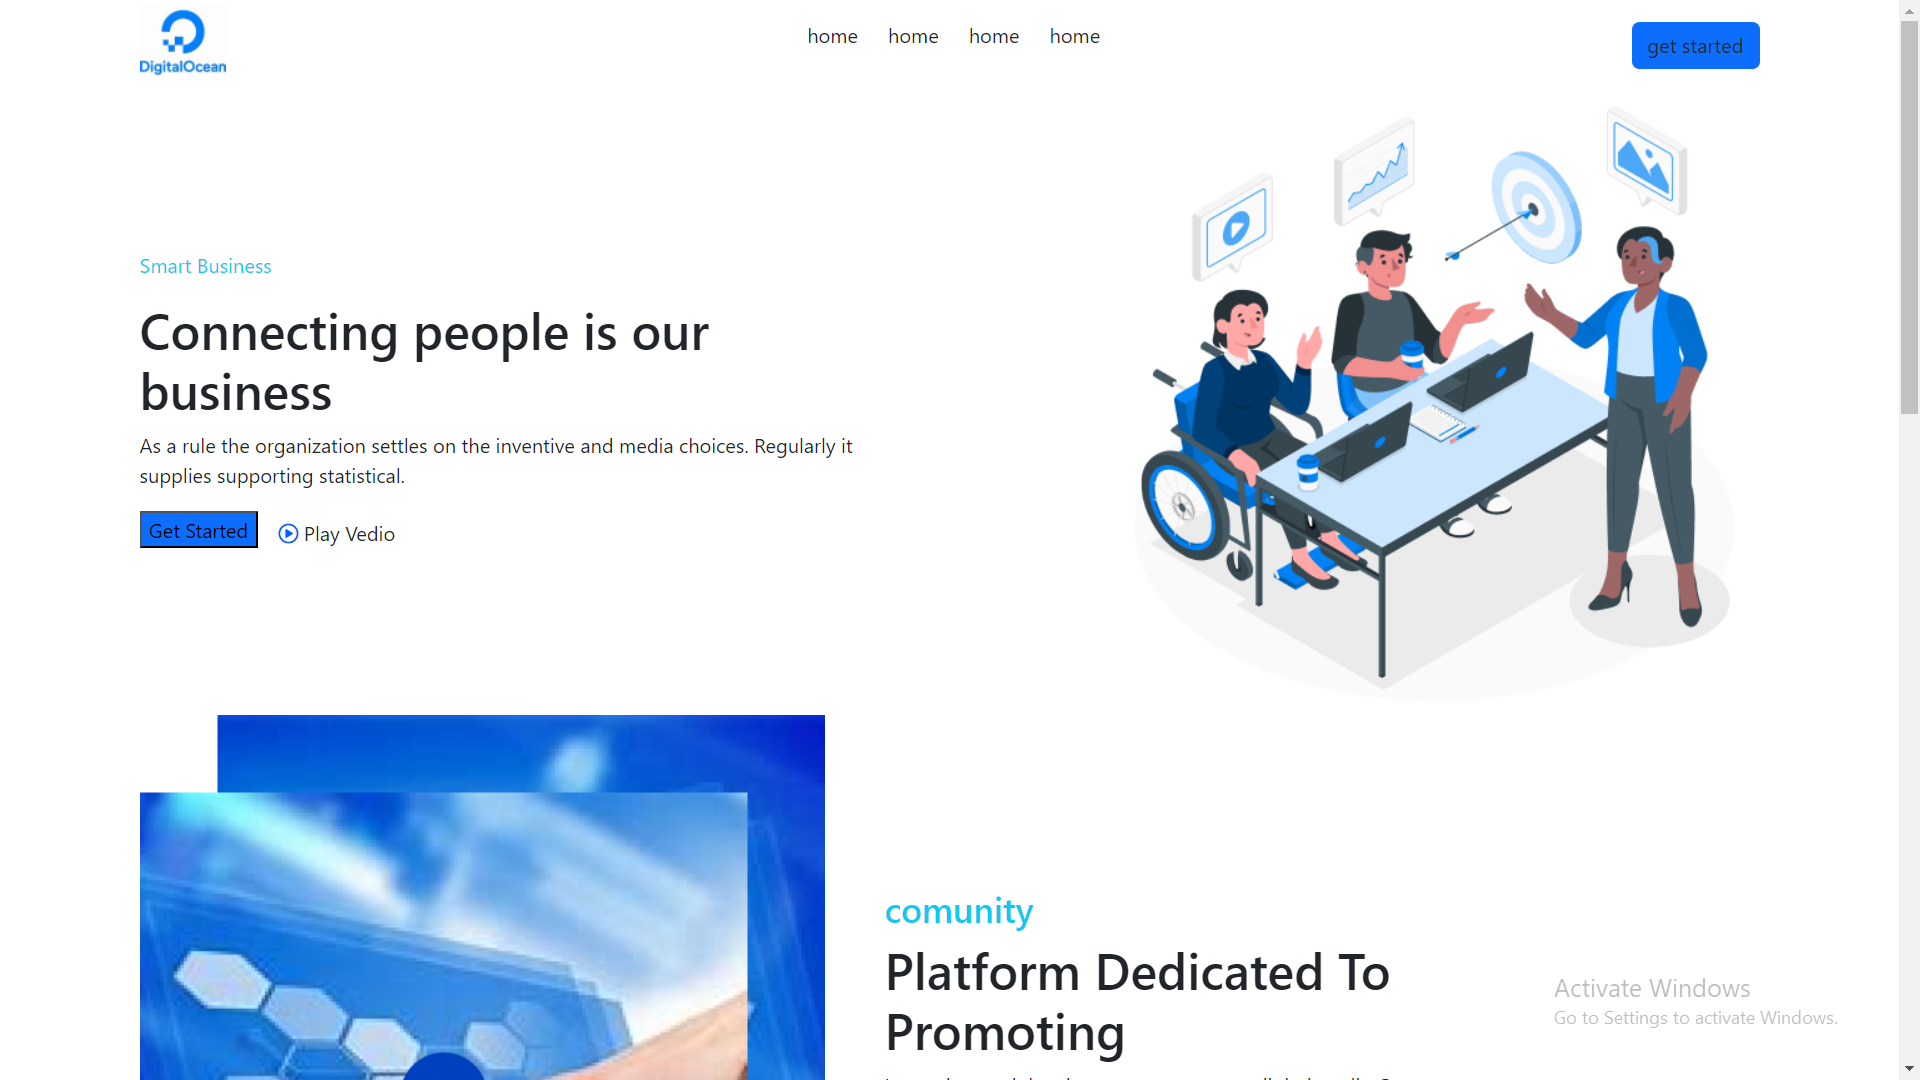 DigitalOcean
home home home home
get started
Smart Business
Connecting people is our
business
As a rule the organization settles on the inventive and media choices. Regularly it
supplies supporting statistical.
Get Started
Play Vedio
comunity
Platform Dedicated To
Promoting
Activate Windows
Go to Settings to activate Windows.